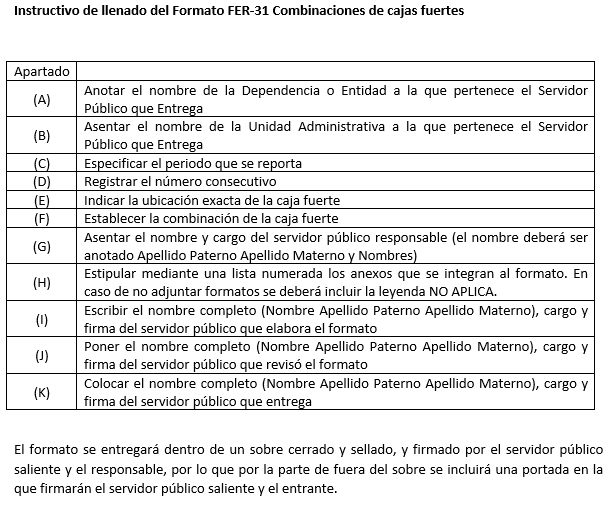 Instructivo de llenado del Formato FER-31 Combinaciones de cajas fuertes
Apartado
(A) Anotar el nombre de la Dependencia o Entidad a la que pertenece el Servidor
Público que Entrega
(B) Asentar el nombre de la Unidad Administrativa a la que pertenece el Servidor
Público que Entrega
(C) Especificar el periodo que se reporta
(D) Registrar el número consecutivo
(E) Indicar la ubicación exacta de la caja fuerte
(F) Establecer la combinación de la caja fuerte
(G) Asentar el nombre y cargo del servidor público responsable (el nombre deberá ser
anotado Apellido Paterno Apellido Materno y Nombres)
(H) Estipular mediante una lista numerada los anexos que se integran al formato. En
caso de no adjuntar formatos se deberá incluir la leyenda NO APLICA.
(I) Escribir el nombre completo (Nombre Apellido Paterno Apellido Materno), cargo y
firma del servidor público que elabora el formato
(J) Poner el nombre completo (Nombre Apellido Paterno Apellido Materno), cargo y
firma del servidor público que revisó el formato
(K) Colocar el nombre completo (Nombre Apellido Paterno Apellido Materno), cargo y
firma del servidor público que entrega
El formato se entregará dentro de un sobre cerrado y sellado, y firmado por el servidor público
saliente y el responsable, por lo que por la parte de fuera del sobre se incluirá una portada en la
que firmarán el servidor público saliente y el entrante.